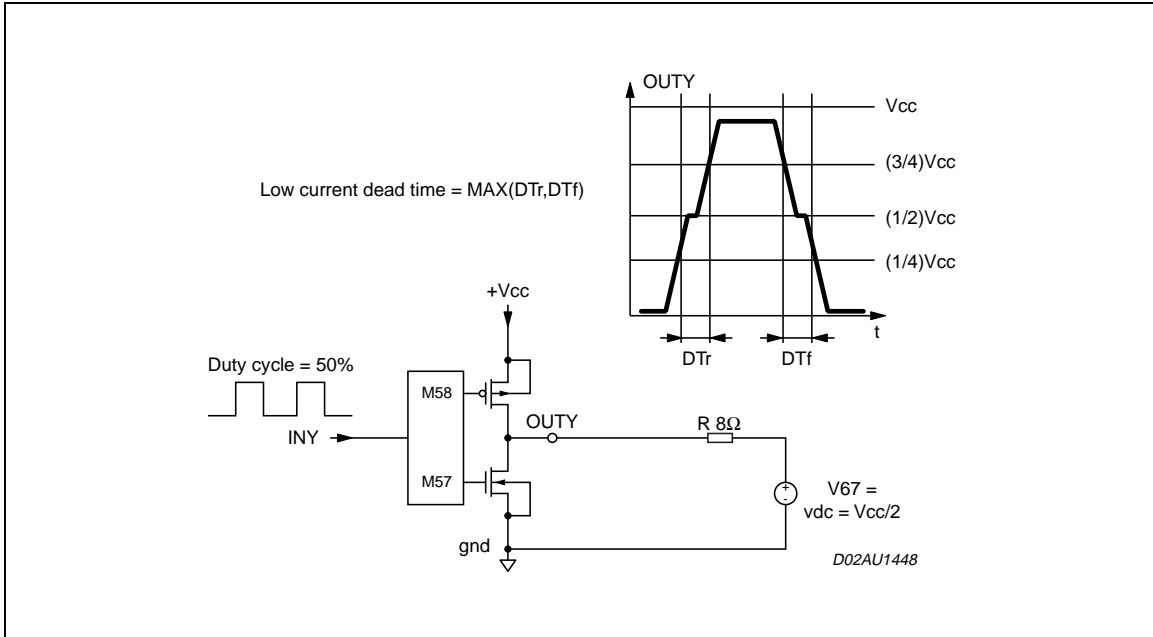 OUTY
Vcc
(3/4)Vcc
Low current dead time = MAX(DTr,DTf)
(1/2)Vcc
(1/4)Vcc
+Vcc
t
DTr
DTf
Duty cycle = 50%
M58
OUTY
R 8Ω
INY
M57
+
-
V67 =
vdc = Vcc/2
gnd
D02AU1448